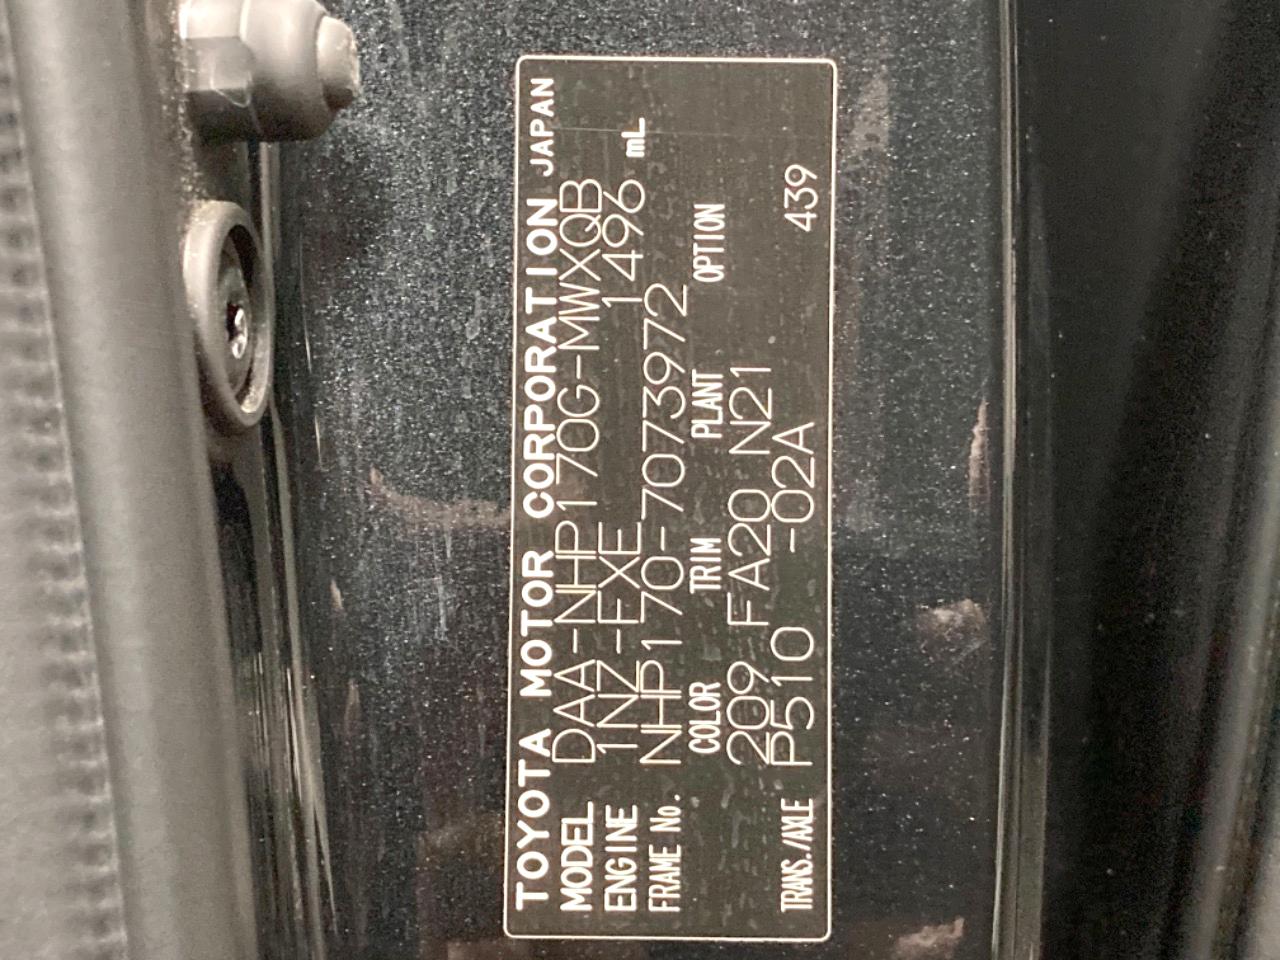 TOYOTA MOTOR CORPORATION JAPAN
MODEL DAA-NHP170G-MWXQB
ENGINE 1NZ-FXE 1496 mL
FRAME No. NHP170-7073972
COLOR TRIM PLANT OPTION
209 FA20 N21
TRANS./AXLE P510 -02A 439